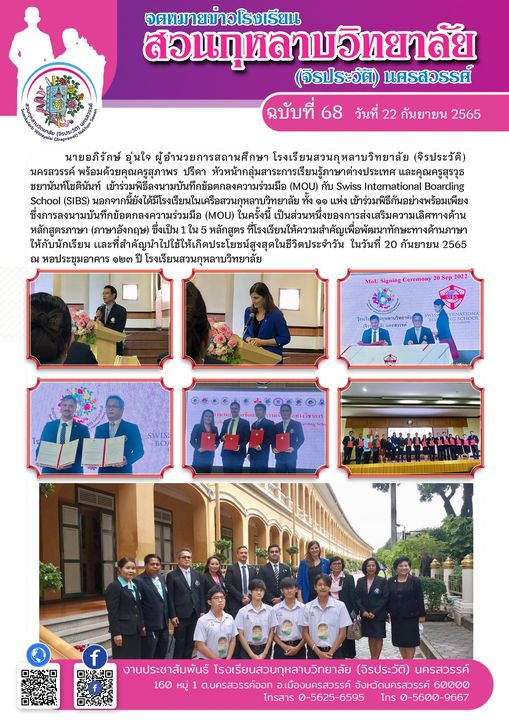 จดหมายข่าวโรงเรียน
สวนกุหลาบวิทยาลัย
(จิรประวัติ) นครสวรรค์
ฉบับที่ 68 วันที่ 22 กันยายน 2565
นายอภิรักษ์ อุ่นใจ ผู้อำนวยการสถานศึกษา โรงเรียนสวนกุหลาบวิทยาลัย (จิรประวัติ)
นครสวรรค์ พร้อมด้วยคุณครูสุภาพร ปรีดา หัวหน้ากลุ่มสาระการเรียนรู้ภาษาต่างประเทศ และคุณครูสุรวุธ
ชยานันท์โชตินันท์ เข้าร่วมพิธีลงนามบันทึกข้อตกลงความร่วมมือ (MOU) กับ Swiss International Boarding
School (SIBS) นอกจากนี้ยังได้มีโรงเรียนในเครือสวนกุหลาบวิทยาลัย ทั้ง ๑๑ แห่ง เข้าร่วมพิธีกันอย่างพร้อมเพียง
ซึ่งการลงนามบันทึกข้อตกลงความร่วมมือ (MOU) ในครั้งนี้ เป็นส่วนหนึ่งของการส่งเสริมความเลิศทางด้าน
หลักสูตรภาษา (ภาษาอังกฤษ) ซึ่งเป็น 1 ใน 5 หลักสูตร ที่โรงเรียนให้ความสำคัญเพื่อพัฒนาทักษะทางด้านภาษา
ให้กับนักเรียน และที่สำคัญนำไปใช้ให้เกิดประโยชน์สูงสุดในชีวิตประจำวัน ในวันที่ 20 กันยายน 2565
ณ หอประชุมอาคาร ๑๒๓ ปี โรงเรียนสวนกุหลาบวิทยาลัย
MoU Signing Ceremony 20 Sep 2022
SIBS
งานประชาสัมพันธ์ โรงเรียนสวนกุหลาบวิทยาลัย (จิรประวัติ) นครสวรรค์
160 หมู่ 1 ต.นครสวรรค์ออก อ.เมืองนครสวรรค์ จังหวัดนครสวรรค์ 60000
โทรสาร 0-5625-6595 โทร 0-5600-9667